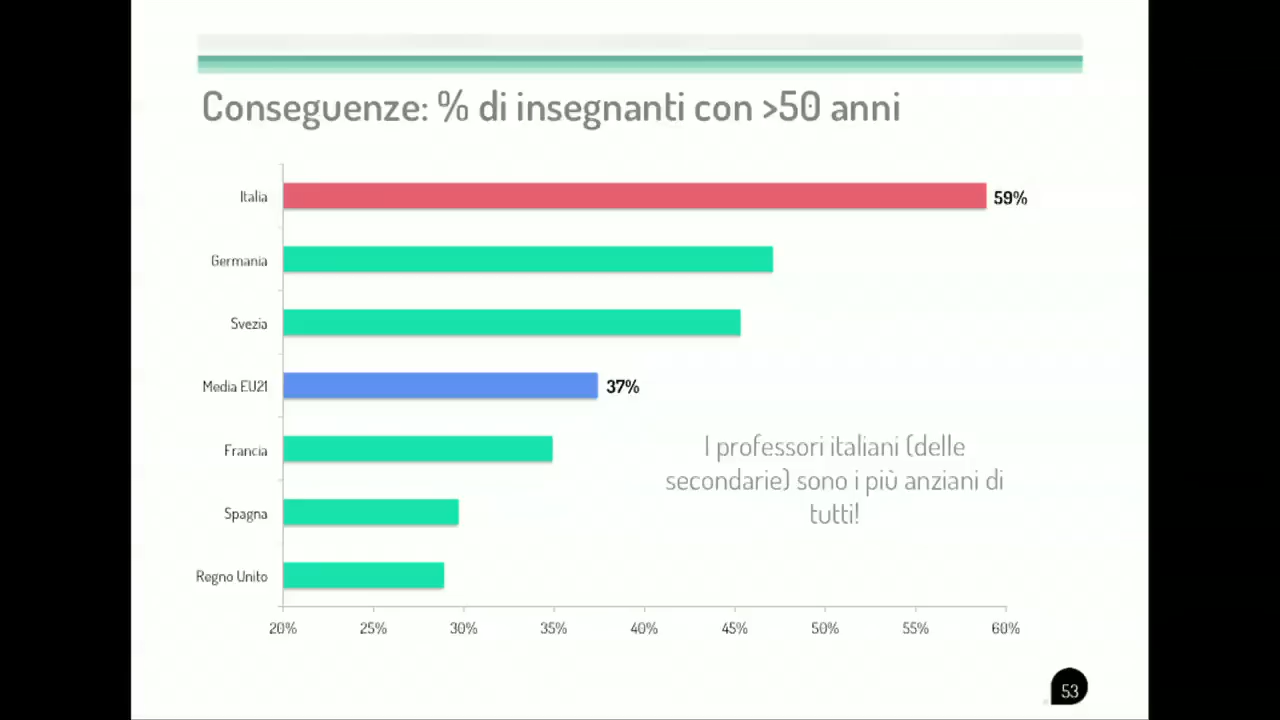 Conseguenze: % di insegnanti con >50 anni
Italia
59%
Germania
Svezia
Media EU21
37%
Francia
Spagna
Regno Unito
I professori italiani (delle
secondarie) sono i più anziani di
tutti!
20% 25% 30% 35% 40% 45% 50% 55% 60%
53